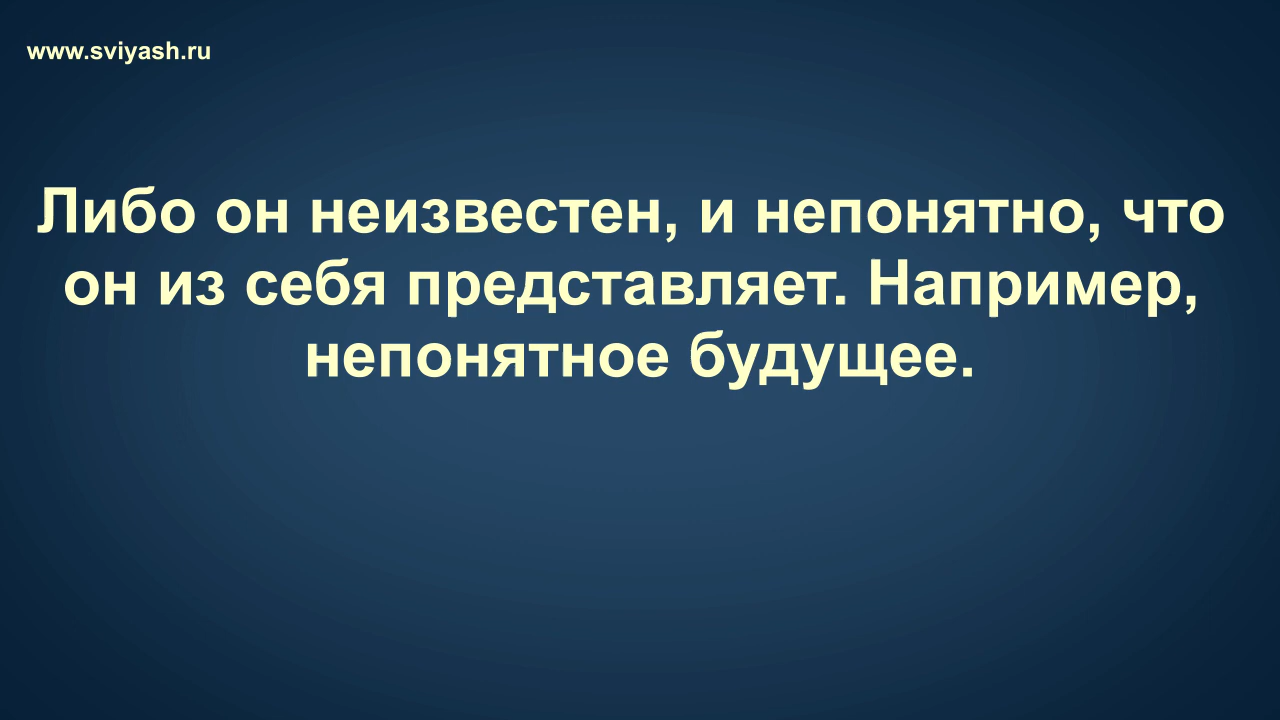 www.sviyash.ru
Либо он неизвестен, и непонятно, что
он из себя представляет. Например,
непонятное будущее.